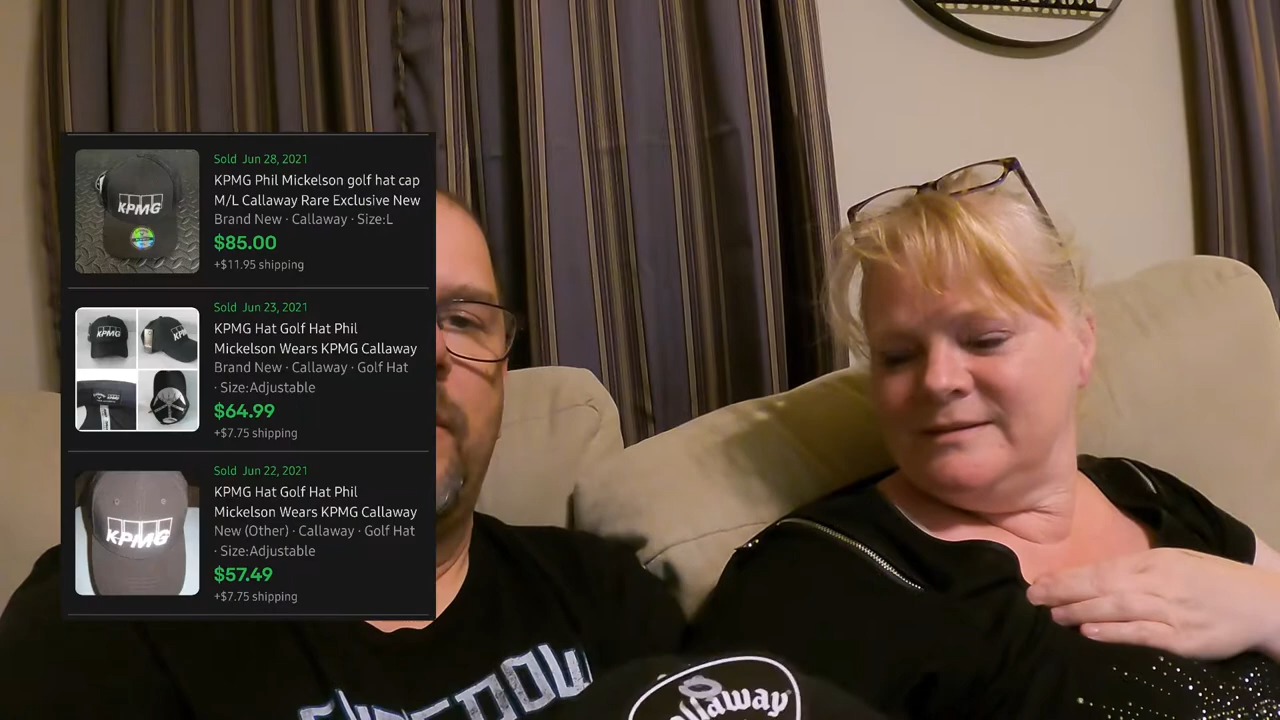 Sold Jun 28, 2021
KPMG Phil Mickelson golf hat cap
M/L Callaway Rare Exclusive New
Brand New · Callaway · Size:L
$85.00
+$11.95 shipping
KPMG
Sold Jun 23, 2021
KPMG Hat Golf Hat Phil
Mickelson Wears KPMG Callaway
Brand New · Callaway · Golf Hat
· Size:Adjustable
$64.99
+$7.75 shipping
KPMG
Sold Jun 22, 2021
KPMG Hat Golf Hat Phil
Mickelson Wears KPMG Callaway
New (Other) · Callaway · Golf Hat
· Size:Adjustable
$57.49
+$7.75 shipping
KPMG
Callaway